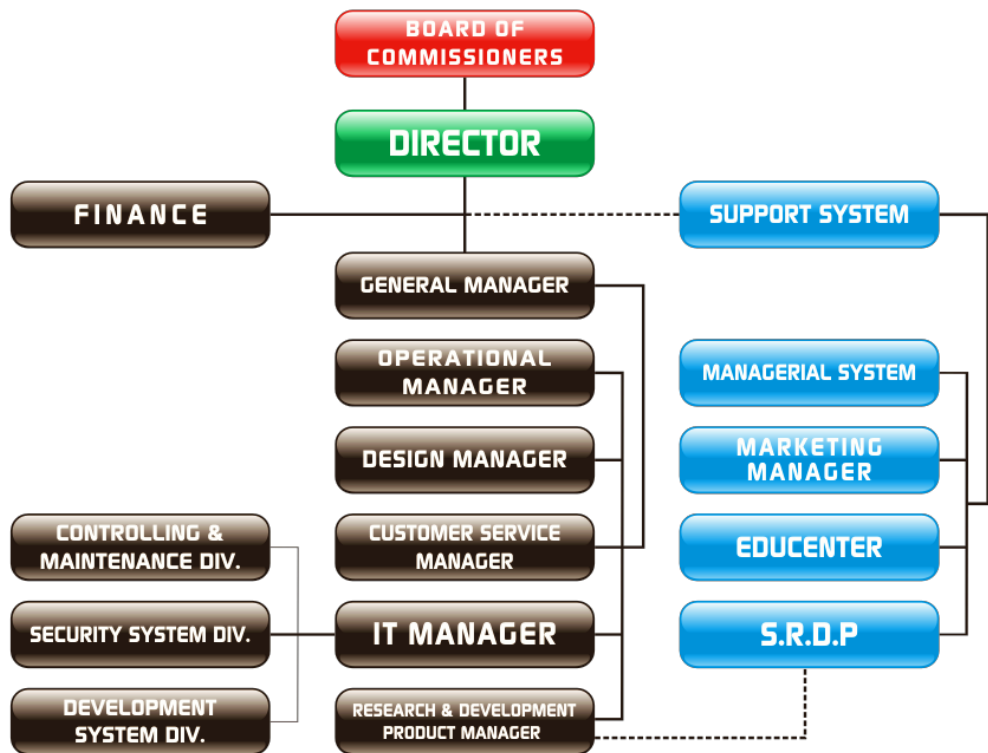 BOARD OF
COMMISSIONERS
DIRECTOR
FINANCE
SUPPORT SYSTEM
GENERAL MANAGER
OPERATIONAL
MANAGER
MANAGERIAL SYSTEM
DESIGN MANAGER
MARKETING
MANAGER
CONTROLLING &
MAINTENANCE DIV.
CUSTOMER SERVICE
MANAGER
EDUCENTER
SECURITY SYSTEM DIV.
IT MANAGER
S.R.D.P
DEVELOPMENT
SYSTEM DIV.
RESEARCH & DEVELOPMENT
PRODUCT MANAGER